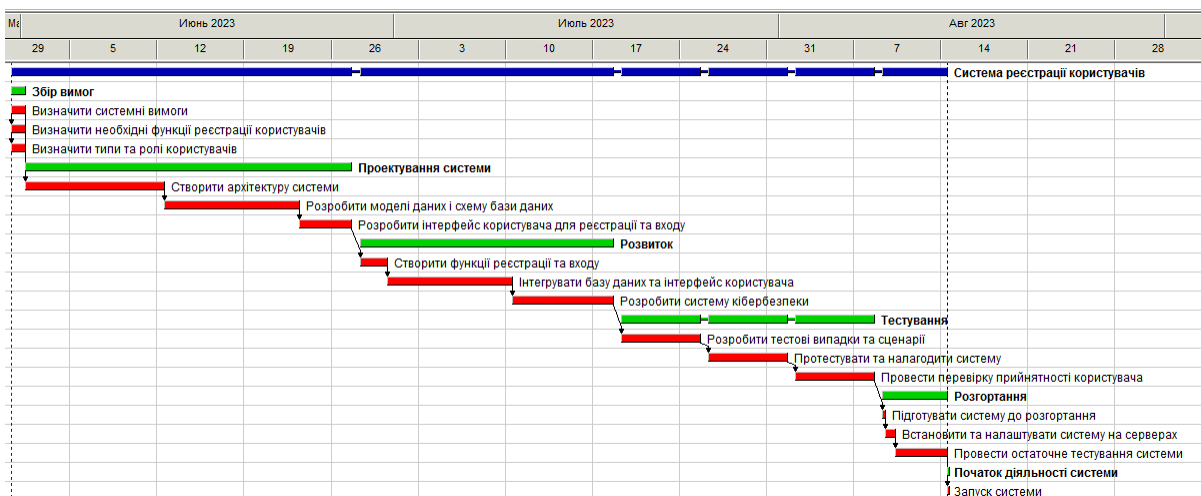 Ма Июнь 2023 Июль 2023 Авг 2023
29 5 12 19 26 3 10 17 24 31 7 14 21 28
Система реєстрації користувачів
Збір вимог
Визначити системні вимоги
Визначити необхідні функції реєстрації користувачів
Визначити типи та ролі користувачів
Проектування системи
Створити архітектуру системи
Розробити моделі даних і схему бази даних
Розробити інтерфейс користувача для реєстрації та входу
Розвиток
Створити функції реєстрації та входу
Інтегрувати базу даних та інтерфейс користувача
Розробити систему кібербезпеки
Тестування
Розробити тестові випадки та сценарії
Протестувати та налагодити систему
Провести перевірку прийнятності користувача
Розгортання
Підготувати систему до розгортання
Встановити та налаштувати систему на серверах
Провести остаточне тестування системи
Початок діяльності системи
Запуск системи